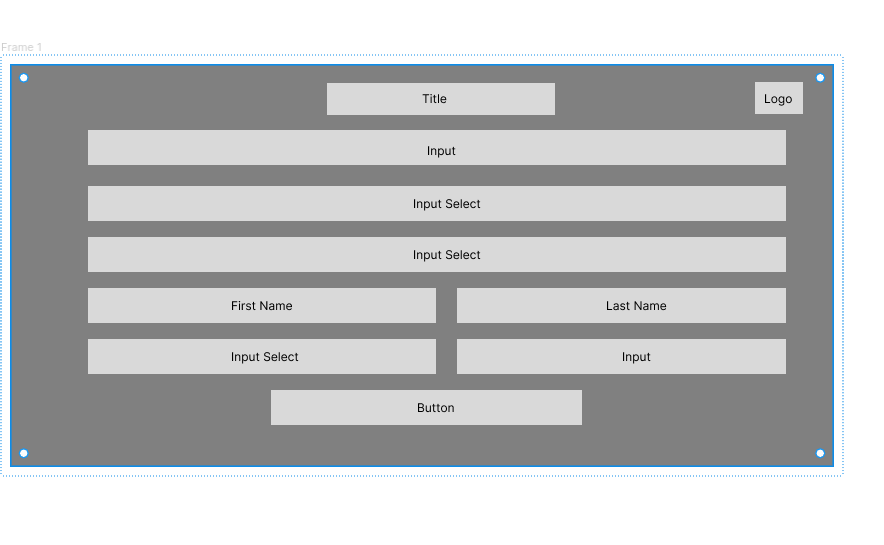 Frame 1
Title
Logo
Input
Input Select
Input Select
First Name
Last Name
Input Select
Input
Button